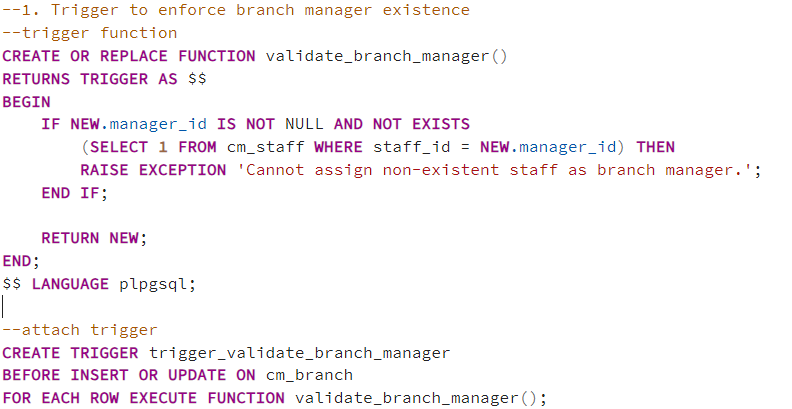 --1. Trigger to enforce branch manager existence
--trigger function
CREATE OR REPLACE FUNCTION validate_branch_manager()
RETURNS TRIGGER AS $$
BEGIN
    IF NEW.manager_id IS NOT NULL AND NOT EXISTS
        (SELECT 1 FROM cm_staff WHERE staff_id = NEW.manager_id) THEN
        RAISE EXCEPTION 'Cannot assign non-existent staff as branch manager.';
    END IF;

    RETURN NEW;
END;
$$ LANGUAGE plpgsql;

--attach trigger
CREATE TRIGGER trigger_validate_branch_manager
BEFORE INSERT OR UPDATE ON cm_branch
FOR EACH ROW EXECUTE FUNCTION validate_branch_manager();